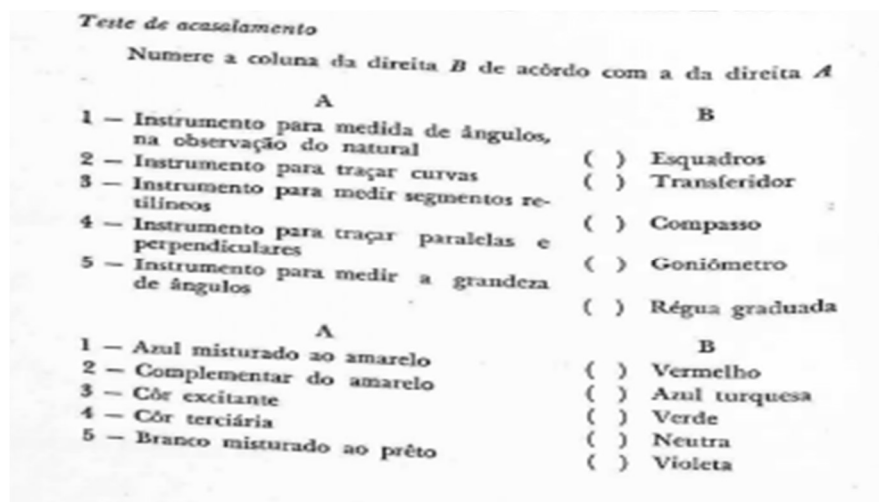 Teste de acasalamento
Numere a coluna da direita B de acôrdo com a da direita A
A
B
1 — Instrumento para medida de ângulos,
na observação do natural
( ) Esquadros
2 — Instrumento para traçar curvas
( ) Transferidor
3 — Instrumento para medir segmentos re-
tilíneos
( ) Compasso
4 — Instrumento para traçar paralelas e
perpendiculares
( ) Goniômetro
5 — Instrumento para medir a grandeza
de ângulos
( ) Régua graduada
A
B
1 — Azul misturado ao amarelo
( ) Vermelho
2 — Complementar do amarelo
( ) Azul turquesa
3 — Côr excitante
( ) Verde
4 — Côr terciária
( ) Neutra
5 — Branco misturado ao prêto
( ) Violeta